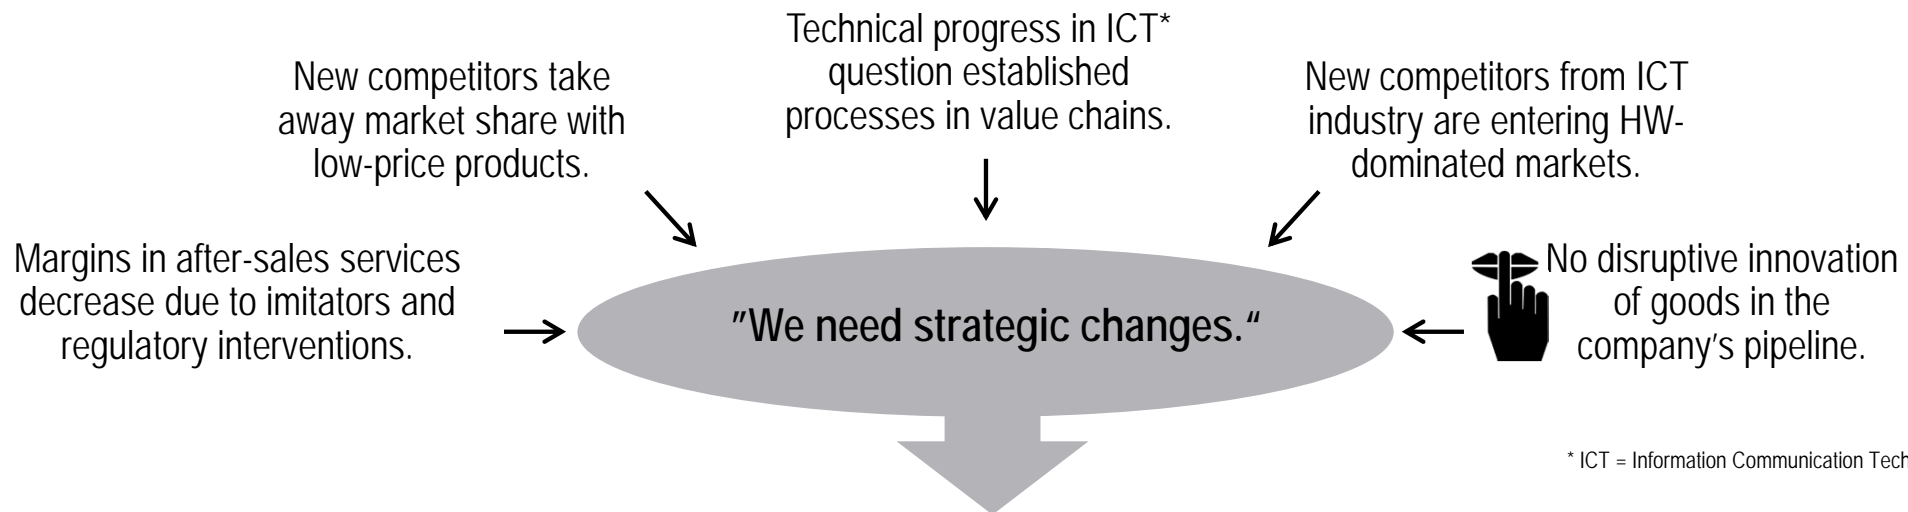 Technical progress in ICT*
question established
processes in value chains.
New competitors take
away market share with
low-price products.
New competitors from ICT
industry are entering HW-
dominated markets.
Margins in after-sales services
decrease due to imitators and
regulatory interventions.
"We need strategic changes.“
No disruptive innovation
of goods in the
company's pipeline.
* ICT = Information Communication Tech